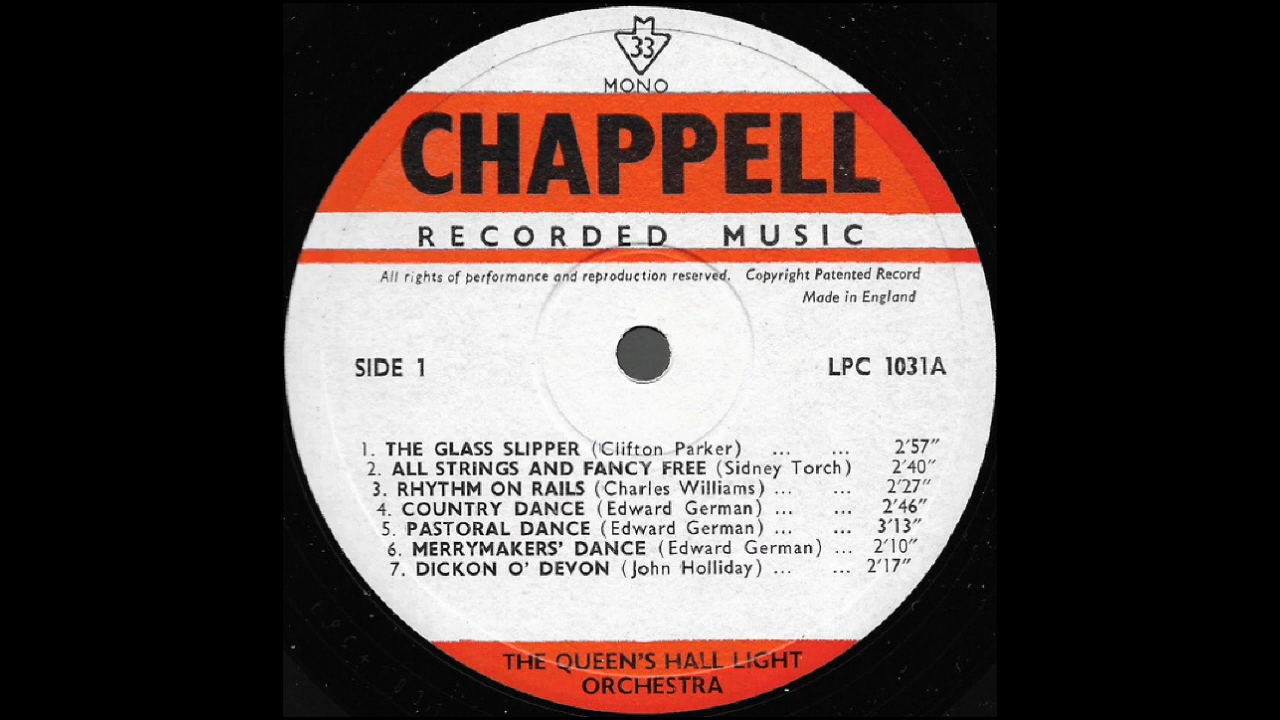 33
MONO
CHAPPELL
RECORDED MUSIC
All rights of performance and reproduction reserved. Copyright Patented Record
Made in England
SIDE 1 LPC 1031A
1. THE GLASS SLIPPER (Clifton Parker) ... ... 2′57″
2. ALL STRINGS AND FANCY FREE (Sidney Torch) 2′40″
3. RHYTHM ON RAILS (Charles Williams) ... ... 2′27″
4. COUNTRY DANCE (Edward German) ... ... 2′46″
5. PASTORAL DANCE (Edward German) ... ... 3′13″
6. MERRYMAKERS' DANCE (Edward German) ... 2′10″
7. DICKON O' DEVON (John Holliday) ... ... 2′17″
THE QUEEN'S HALL LIGHT
ORCHESTRA